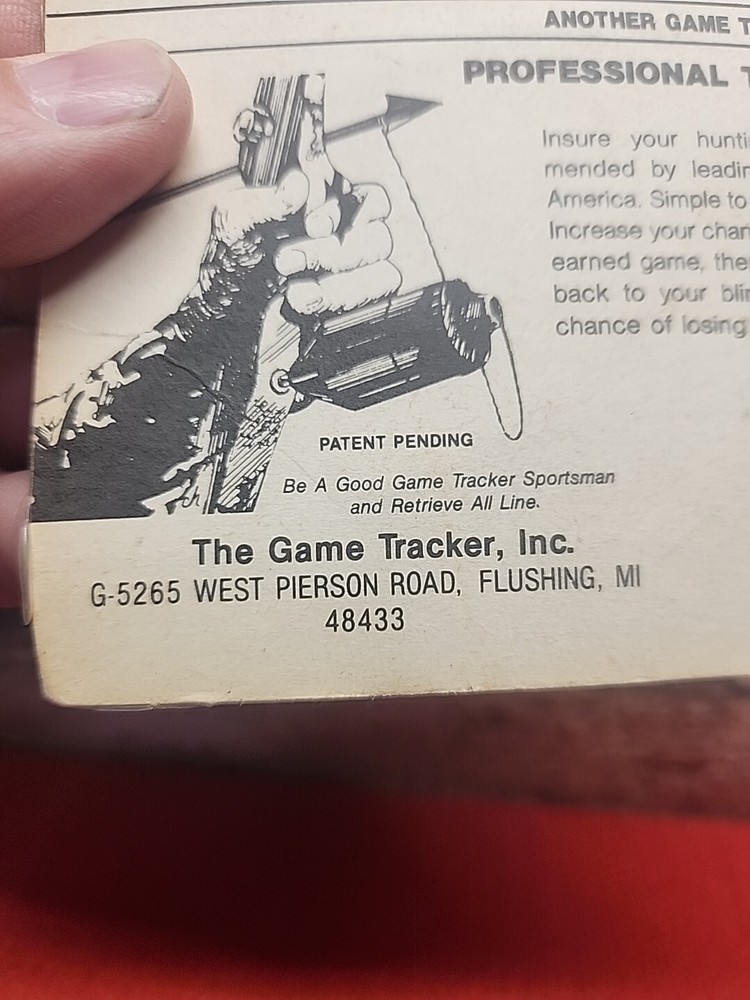 ANOTHER GAME
PROFESSIONAL
Insure your
mended by
America. Simple to
Increase your
earned game,
back to your
chance of losing
PATENT PENDING
Be A Good Game Tracker Sportsman
and Retrieve All Line.
The Game Tracker, Inc.
G-5265 WEST PIERSON ROAD, FLUSHING, MI
48433